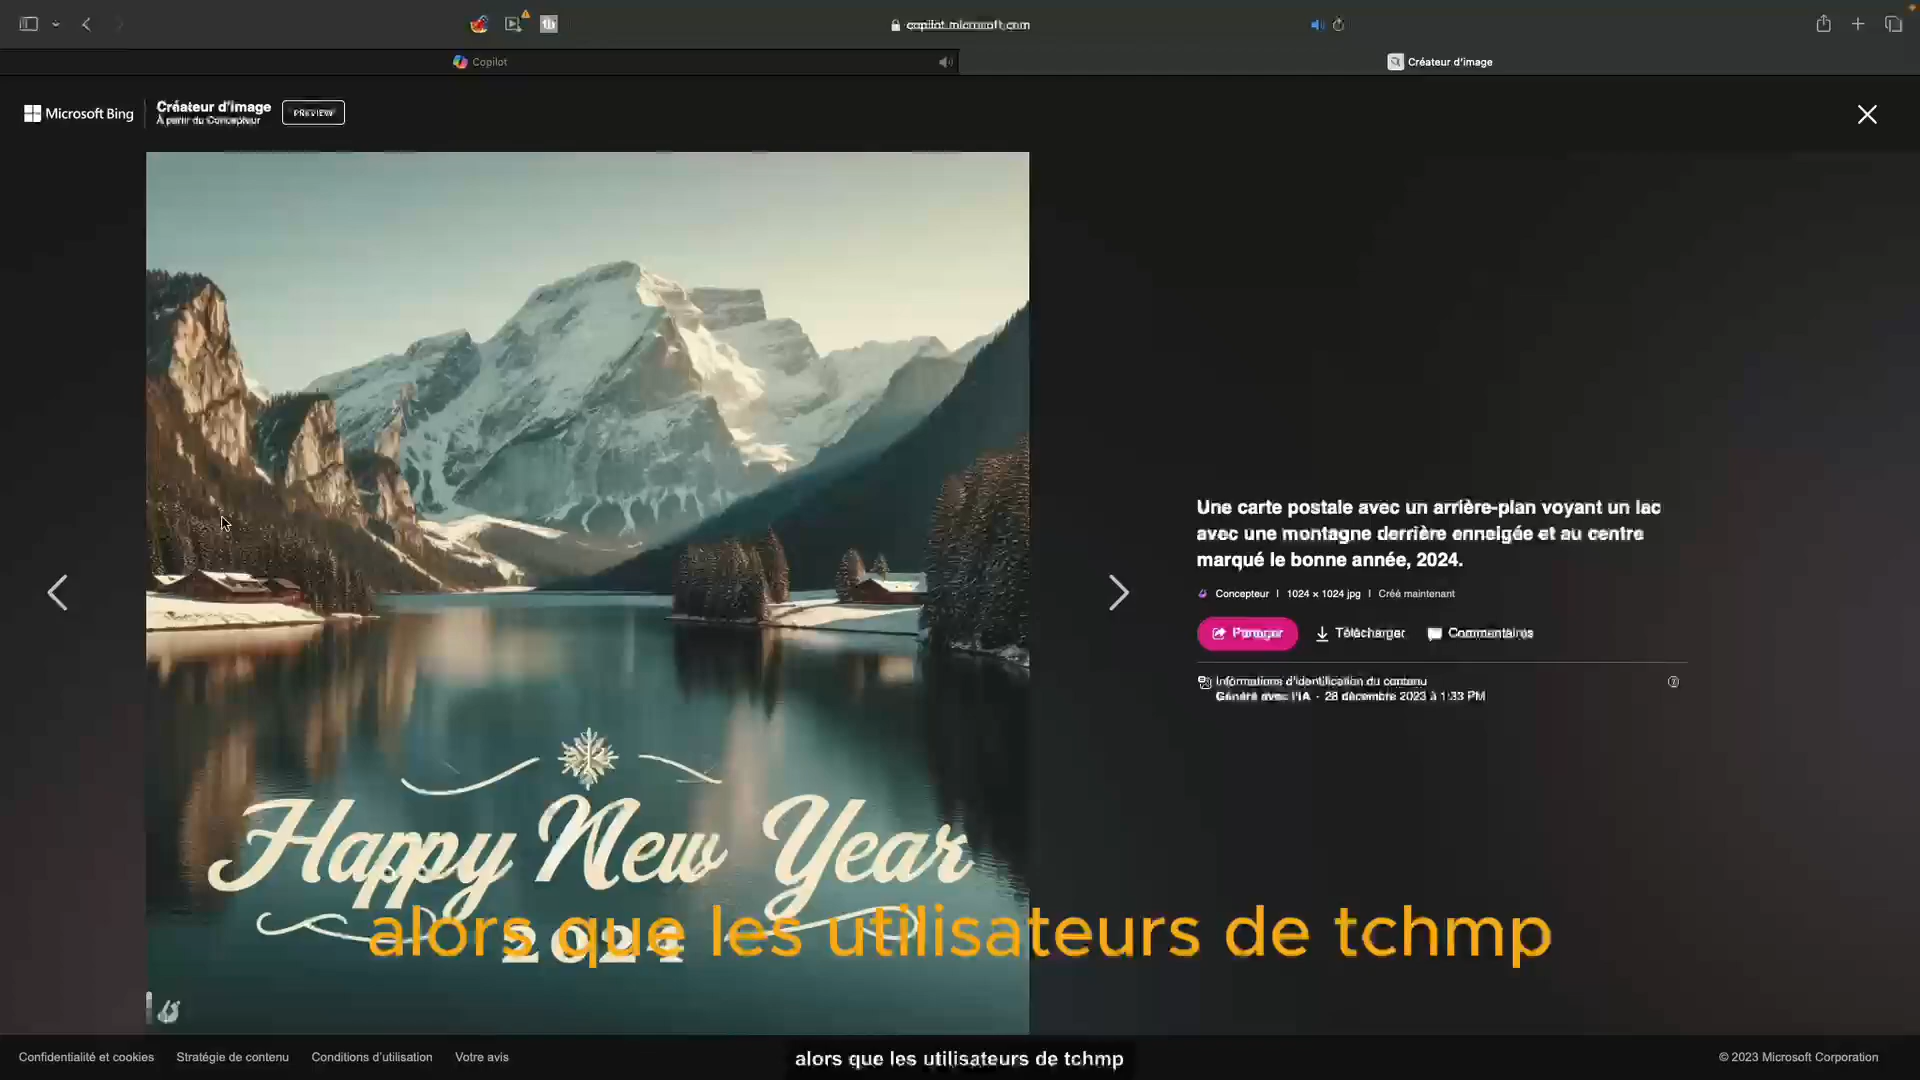 copilot.microsoft.com
Copilot
Créateur d'image
Microsoft Bing
Créateur d'image
À partir du Concepteur
PREVIEW
Une carte postale avec un arrière-plan voyant un lac
avec une montagne derrière enneigée et au centre
marqué le bonne année, 2024.
Concepteur | 1024 × 1024 jpg | Créé maintenant
Partager
Télécharger
Commentaires
Informations d'identification du contenu
Généré avec l'IA · 28 décembre 2023 à 1:33 PM
Happy New Year
2024
alors que les utilisateurs de tchmp
Confidentialité et cookies
Stratégie de contenu
Conditions d'utilisation
Votre avis
alors que les utilisateurs de tchmp
© 2023 Microsoft Corporation